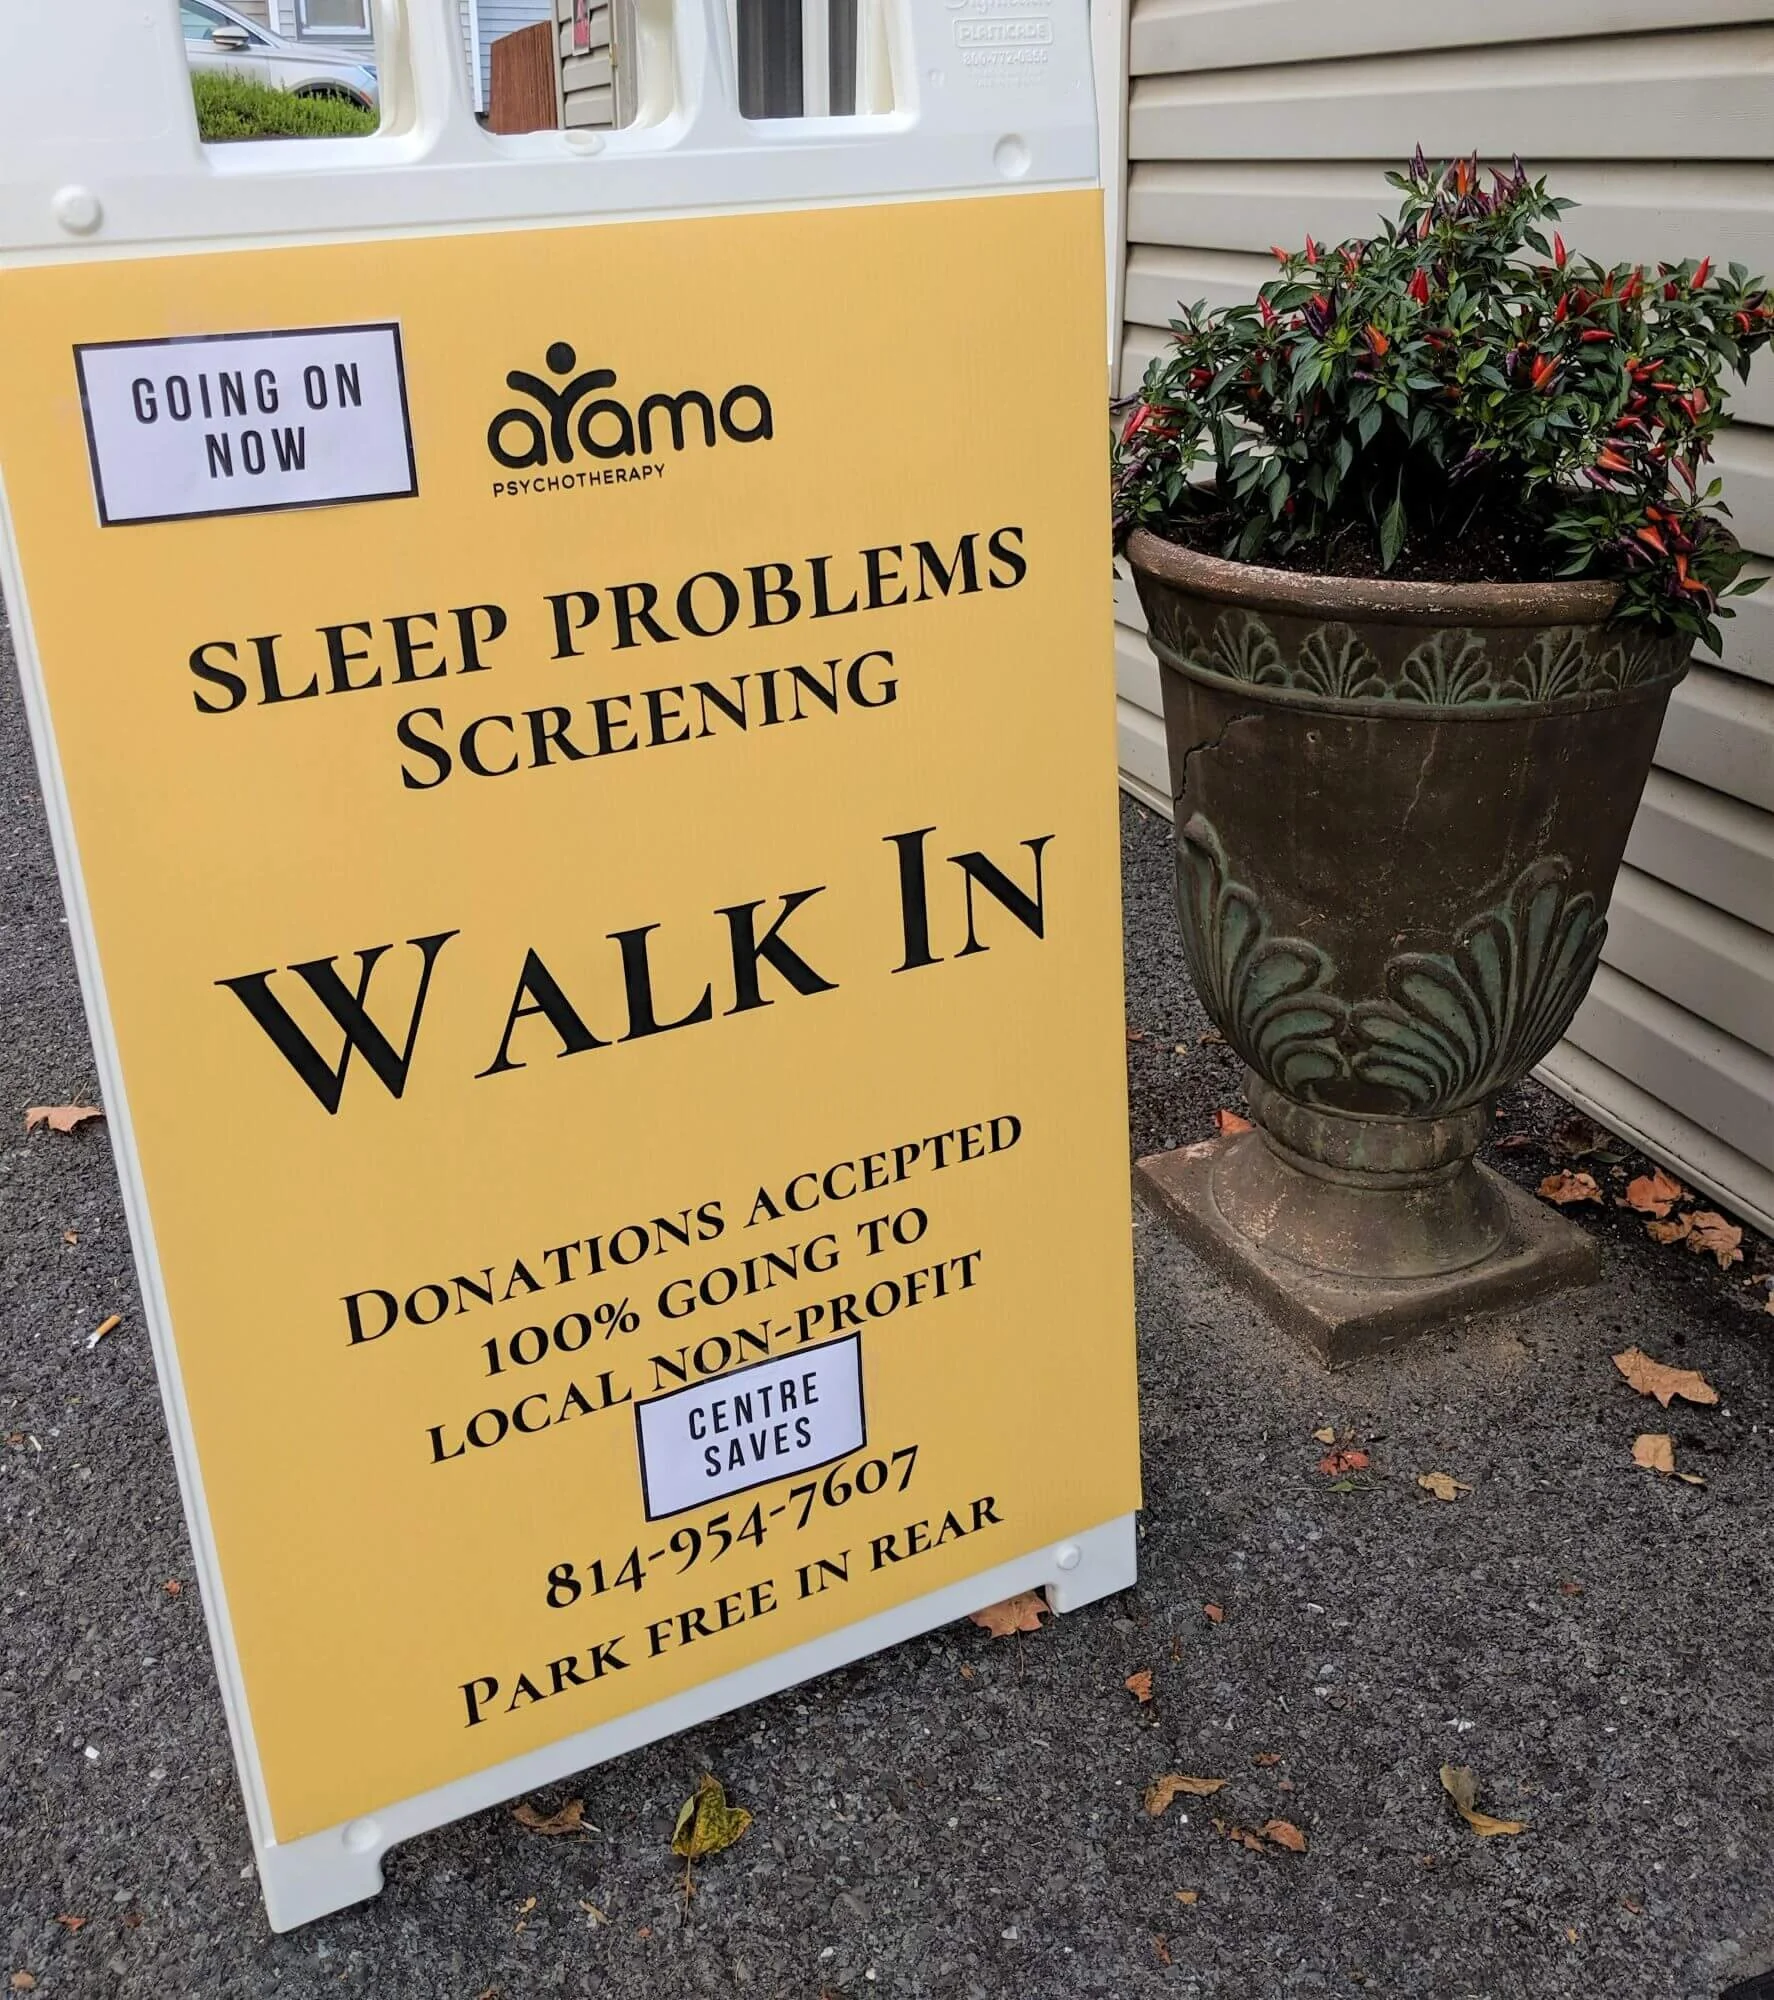 PLASTICADE
GOING ON
NOW
aYama
PSYCHOTHERAPY
SLEEP PROBLEMS
SCREENING
WALK IN
DONATIONS ACCEPTED
100% GOING TO
LOCAL NON-PROFIT
CENTRE
SAVES
814-954-7607
PARK FREE IN REAR